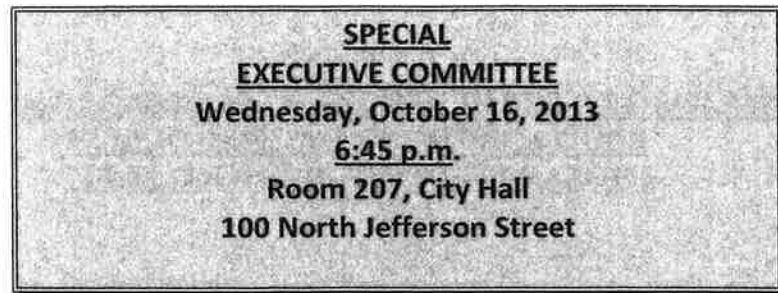 SPECIAL
EXECUTIVE COMMITTEE
Wednesday, October 16, 2013
6:45 p.m.
Room 207, City Hall
100 North Jefferson Street